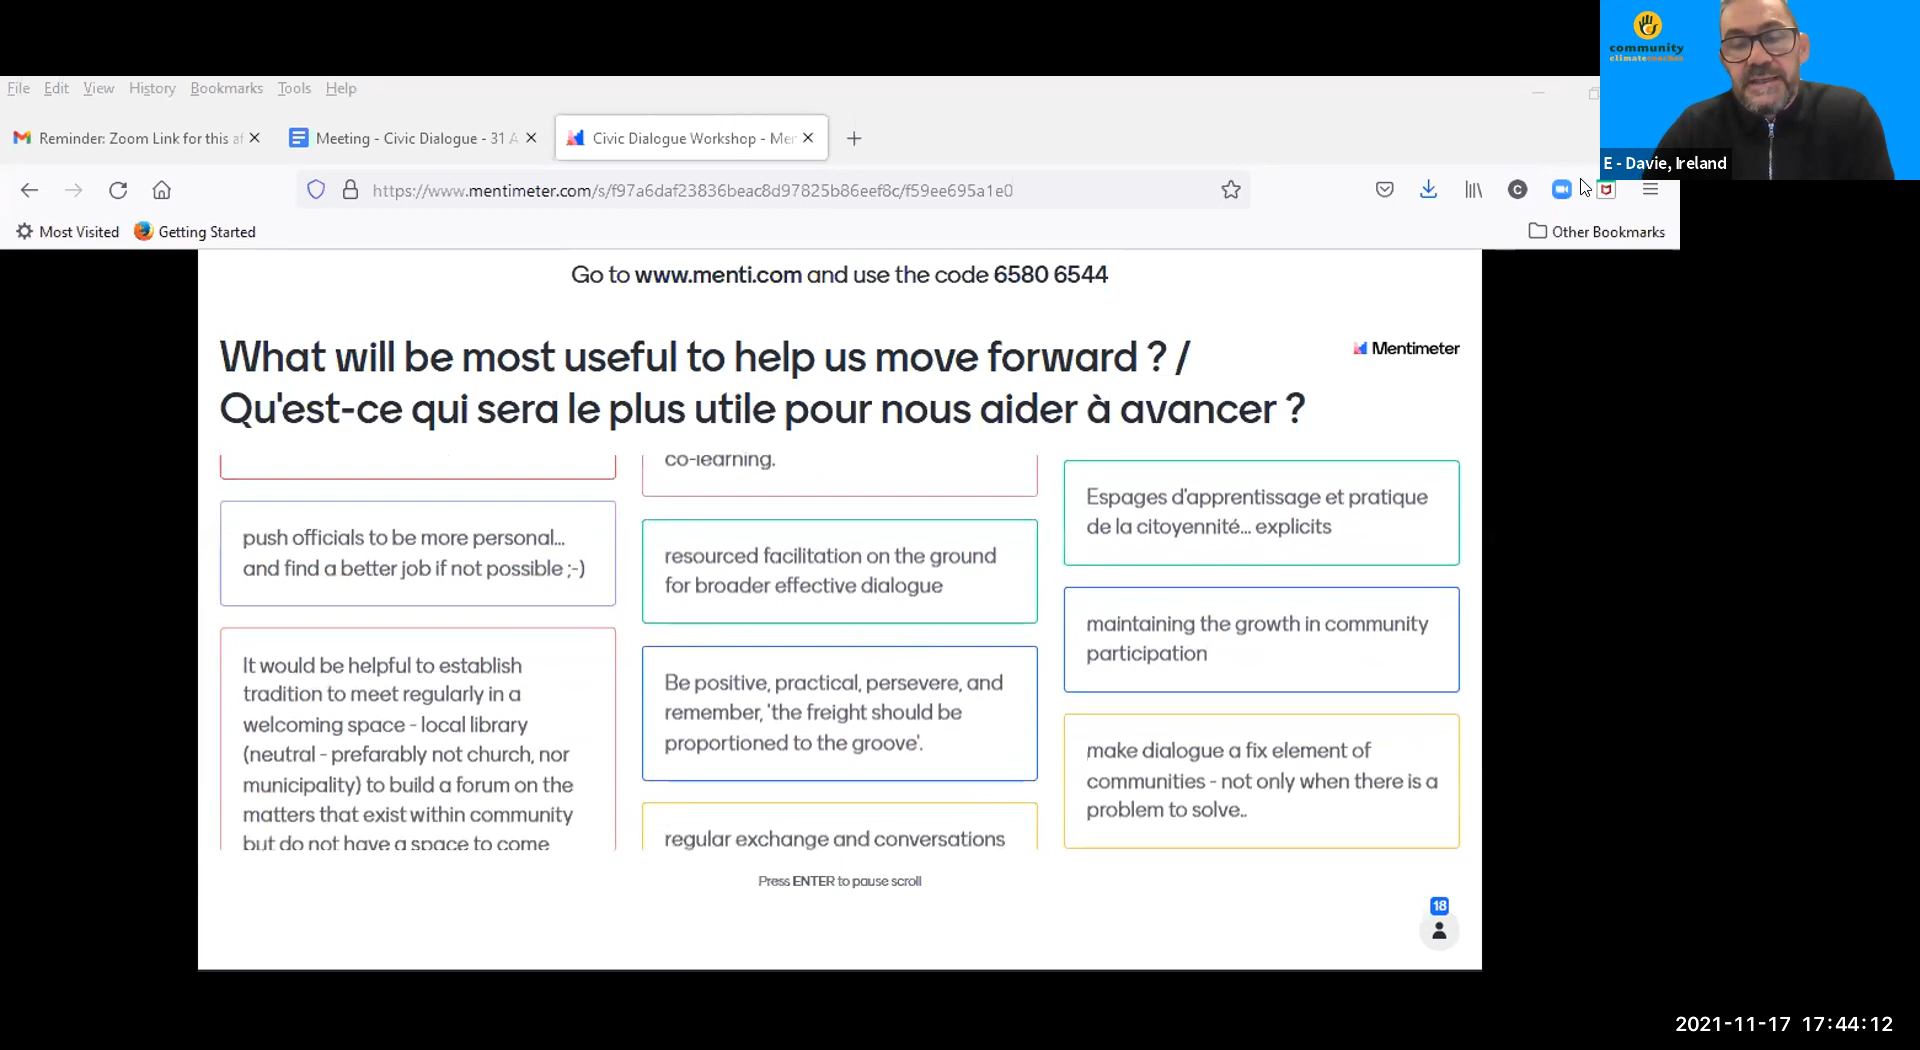 community
climatecoaches
E - Davie, Ireland
File Edit View History Bookmarks Tools Help
Reminder: Zoom Link for this af
Meeting - Civic Dialogue - 31 A
Civic Dialogue Workshop - Men
https://www.mentimeter.com/s/f97a6daf23836beac8d97825b86eef8c/f59ee695a1e0
C
Most Visited
Getting Started
Other Bookmarks
Go to www.menti.com and use the code 6580 6544
What will be most useful to help us move forward ? /
Qu'est-ce qui sera le plus utile pour nous aider à avancer ?
Mentimeter
push officials to be more personal...
and find a better job if not possible ;-)
It would be helpful to establish
tradition to meet regularly in a
welcoming space - local library
(neutral - prefarably not church, nor
municipality) to build a forum on the
matters that exist within community
but do not have a space to come
co-learning.
resourced facilitation on the ground
for broader effective dialogue
Be positive, practical, persevere, and
remember, 'the freight should be
proportioned to the groove'.
regular exchange and conversations
Espages d'apprentissage et pratique
de la citoyennité... explicits
maintaining the growth in community
participation
make dialogue a fix element of
communities - not only when there is a
problem to solve..
Press ENTER to pause scroll
18
2021-11-17 17:44:12